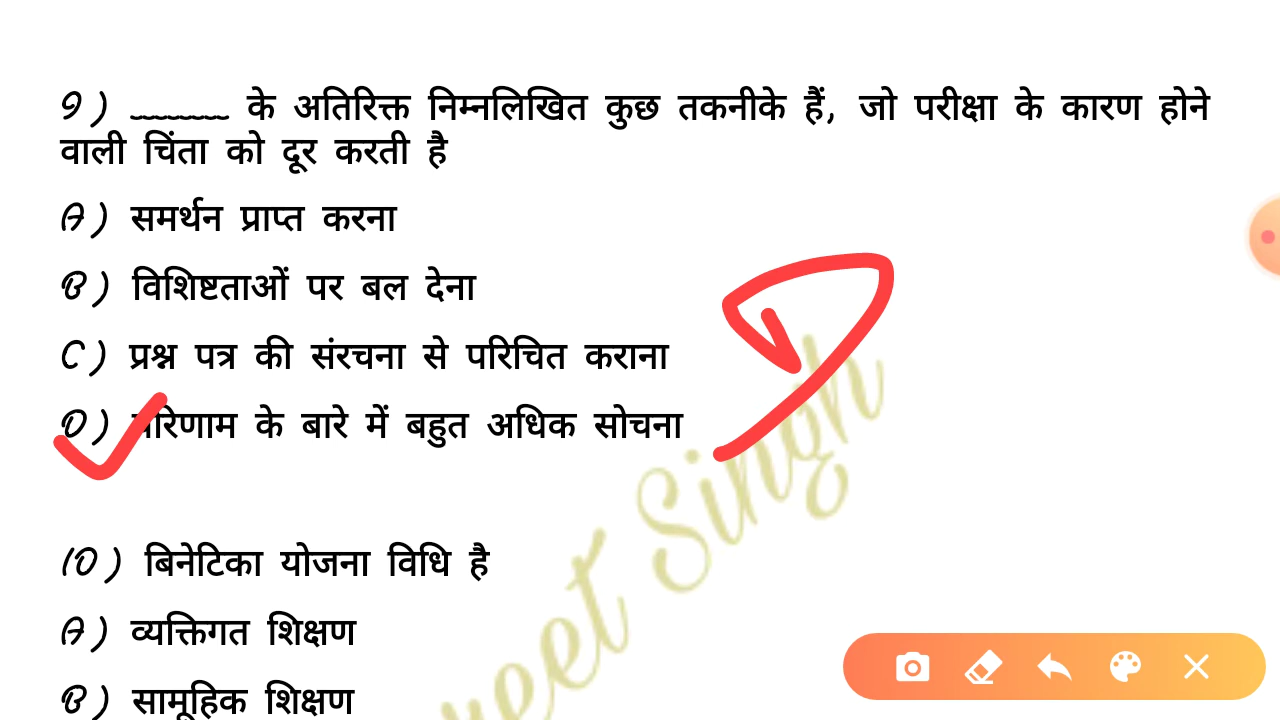 9) ________ के अतिरिक्त निम्नलिखित कुछ तकनीके हैं, जो परीक्षा के कारण होने
वाली चिंता को दूर करती है
A) समर्थन प्राप्त करना
B) विशिष्टताओं पर बल देना
C) प्रश्न पत्र की संरचना से परिचित कराना
D) परिणाम के बारे में बहुत अधिक सोचना
D
10) बिनेटिका योजना विधि है
A) व्यक्तिगत शिक्षण
B) सामूहिक शिक्षण
Singh